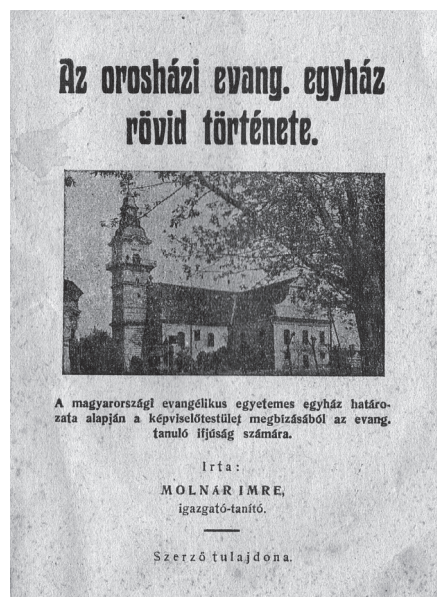 Az orosházi evang. egyház
rövid története.
A magyarországi evangélikus egyetemes egyház határo-
zata alapján a képviselőtestület megbizásából az evang.
tanuló ifjúság számára.
Irta:
MOLNÁR IMRE,
igazgató-tanító.
Szerző tulajdona.